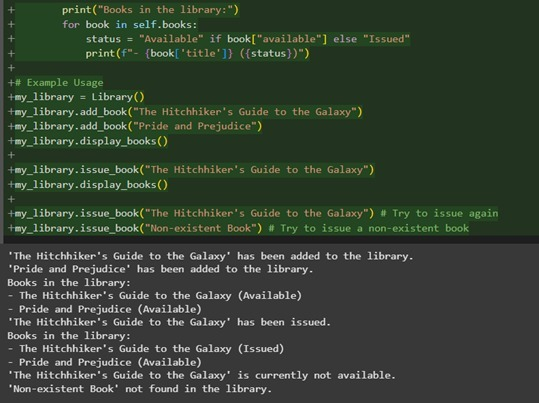 +        print("Books in the library:")
+        for book in self.books:
+            status = "Available" if book["available"] else "Issued"
+            print(f"- {book['title']} ({status})")
+
+# Example Usage
+my_library = Library()
+my_library.add_book("The Hitchhiker's Guide to the Galaxy")
+my_library.add_book("Pride and Prejudice")
+my_library.display_books()
+
+my_library.issue_book("The Hitchhiker's Guide to the Galaxy")
+my_library.display_books()
+
+my_library.issue_book("The Hitchhiker's Guide to the Galaxy") # Try to issue again
+my_library.issue_book("Non-existent Book") # Try to issue a non-existent book
'The Hitchhiker's Guide to the Galaxy' has been added to the library.
'Pride and Prejudice' has been added to the library.
Books in the library:
- The Hitchhiker's Guide to the Galaxy (Available)
- Pride and Prejudice (Available)
'The Hitchhiker's Guide to the Galaxy' has been issued.
Books in the library:
- The Hitchhiker's Guide to the Galaxy (Issued)
- Pride and Prejudice (Available)
'The Hitchhiker's Guide to the Galaxy' is currently not available.
'Non-existent Book' not found in the library.